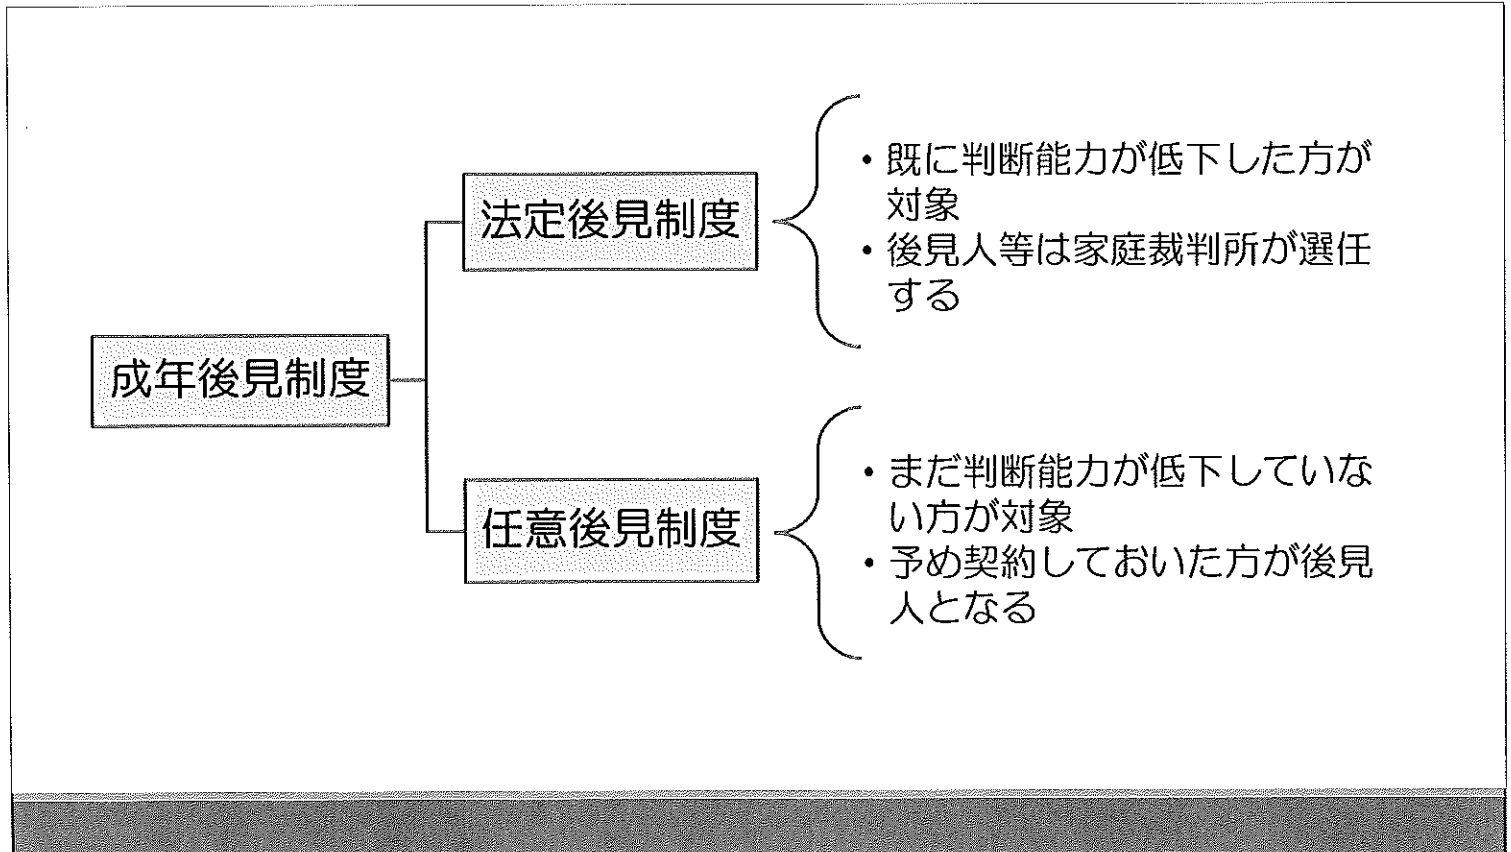 成年後見制度
法定後見制度
・既に判断能力が低下した方が
対象
・後見人等は家庭裁判所が選任
する
任意後見制度
・まだ判断能力が低下していな
い方が対象
・予め契約しておいた方が後見
人となる